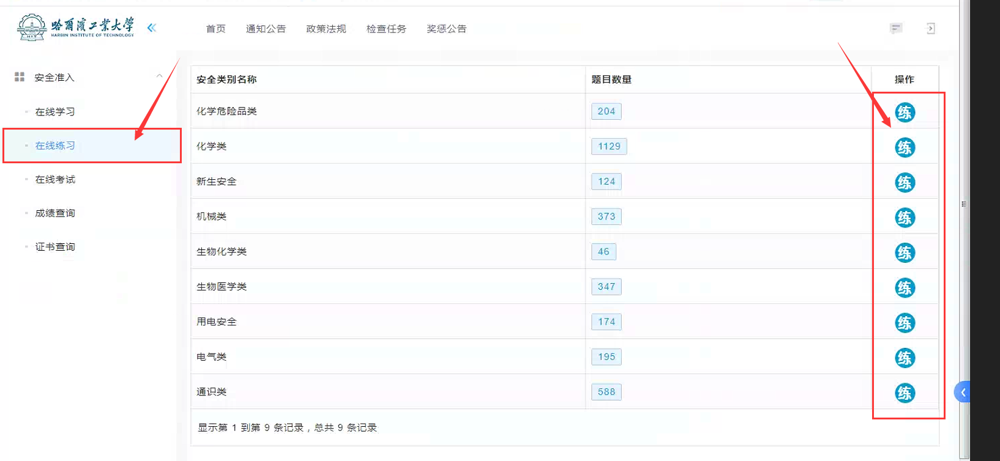 哈尔滨工业大学
HARBIN INSTITUTE OF TECHNOLOGY
HIT
首页 通知公告 政策法规 检查任务 奖惩公告
安全准入
在线学习
在线练习
在线考试
成绩查询
证书查询
安全类别名称 题目数量 操作
化学危险品类 204 练
化学类 1129 练
新生安全 124 练
机械类 373 练
生物化学类 46 练
生物医学类 347 练
用电安全 174 练
电气类 195 练
通识类 588 练
显示第 1 到第 9 条记录，总共 9 条记录